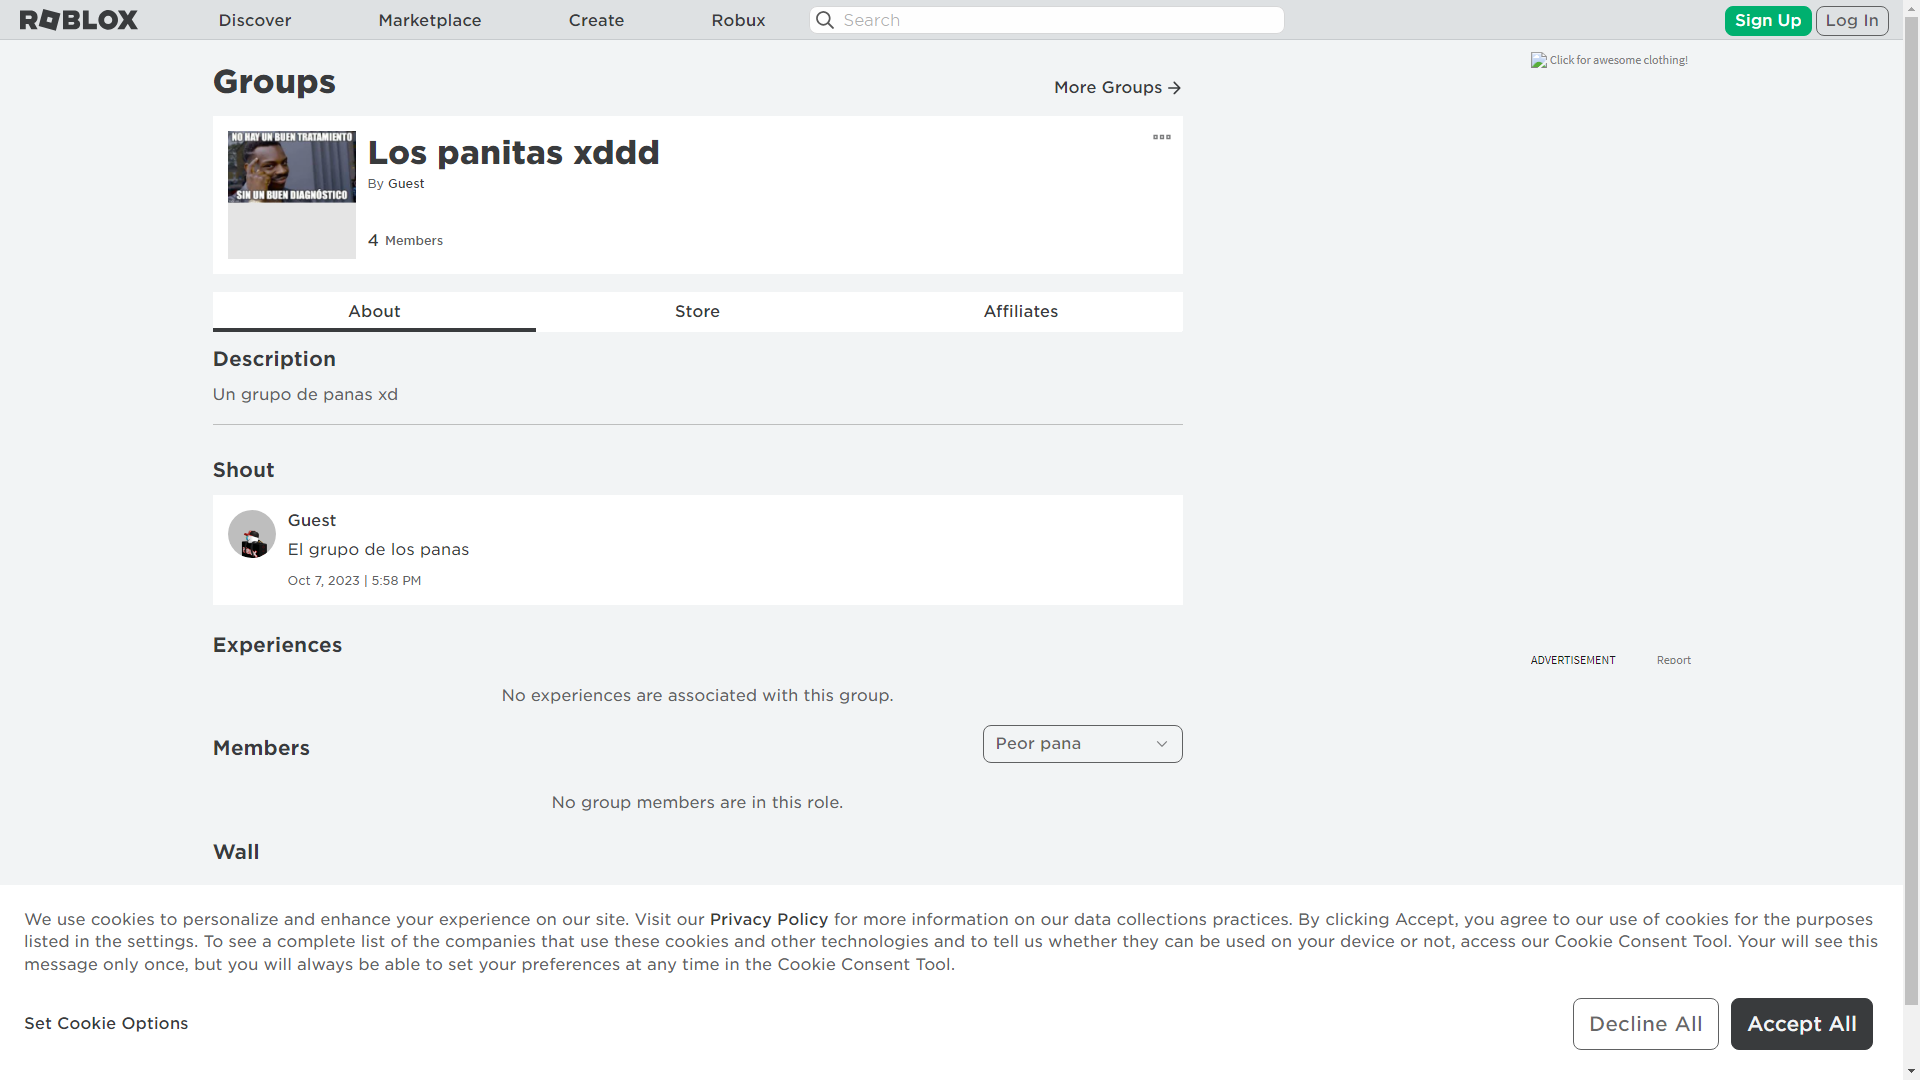 ROBLOX
Discover
Marketplace
Create
Robux
Search
Sign Up
Log In
Click for awesome clothing!
Groups
More Groups
NO HAY UN BUEN TRATAMIENTO
SIN UN BUEN DIAGNÓSTICO
Los panitas xddd
By Guest
4 Members
About
Store
Affiliates
Description
Un grupo de panas xd
Shout
Guest
El grupo de los panas
Oct 7, 2023 | 5:58 PM
Experiences
ADVERTISEMENT
Report
No experiences are associated with this group.
Members
Peor pana
No group members are in this role.
Wall
We use cookies to personalize and enhance your experience on our site. Visit our Privacy Policy for more information on our data collections practices. By clicking Accept, you agree to our use of cookies for the purposes
listed in the settings. To see a complete list of the companies that use these cookies and other technologies and to tell us whether they can be used on your device or not, access our Cookie Consent Tool. Your will see this
message only once, but you will always be able to set your preferences at any time in the Cookie Consent Tool.
Set Cookie Options
Decline All
Accept All